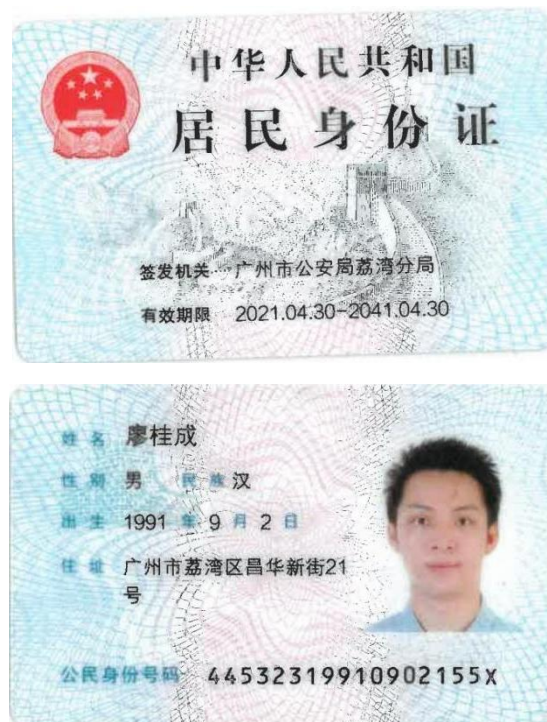 中华人民共和国
居民身份证
签发机关 广州市公安局荔湾分局
有效期限 2021.04.30-2041.04.30
姓名 廖桂成
性别 男 民族 汉
出生 1991 年 9 月 2 日
住址 广州市荔湾区昌华新街21
号
公民身份号码 44532319910902155X